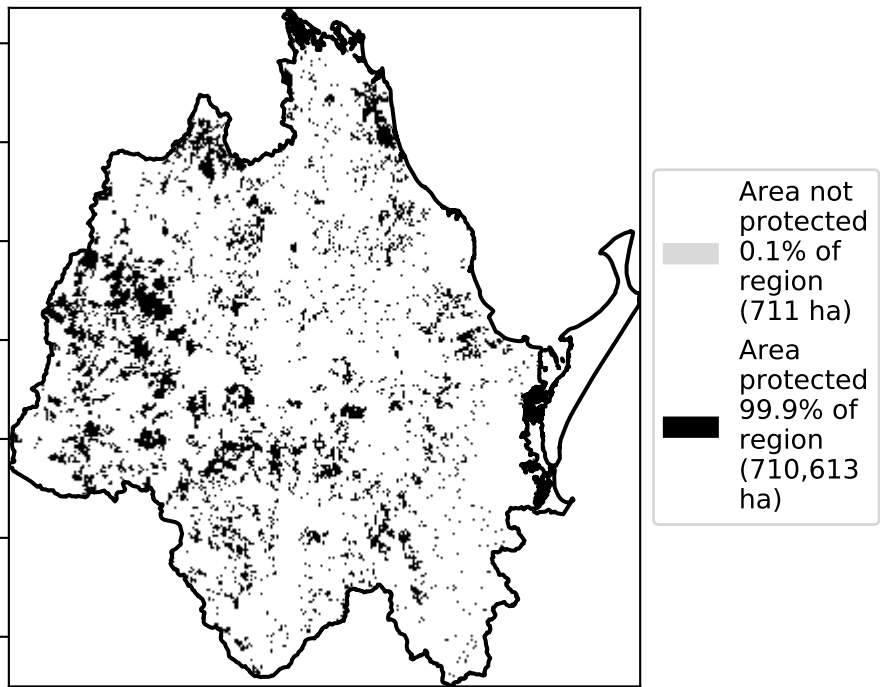 Area not
protected
0.1% of
region
(711 ha)
Area
protected
99.9% of
region
(710,613
ha)